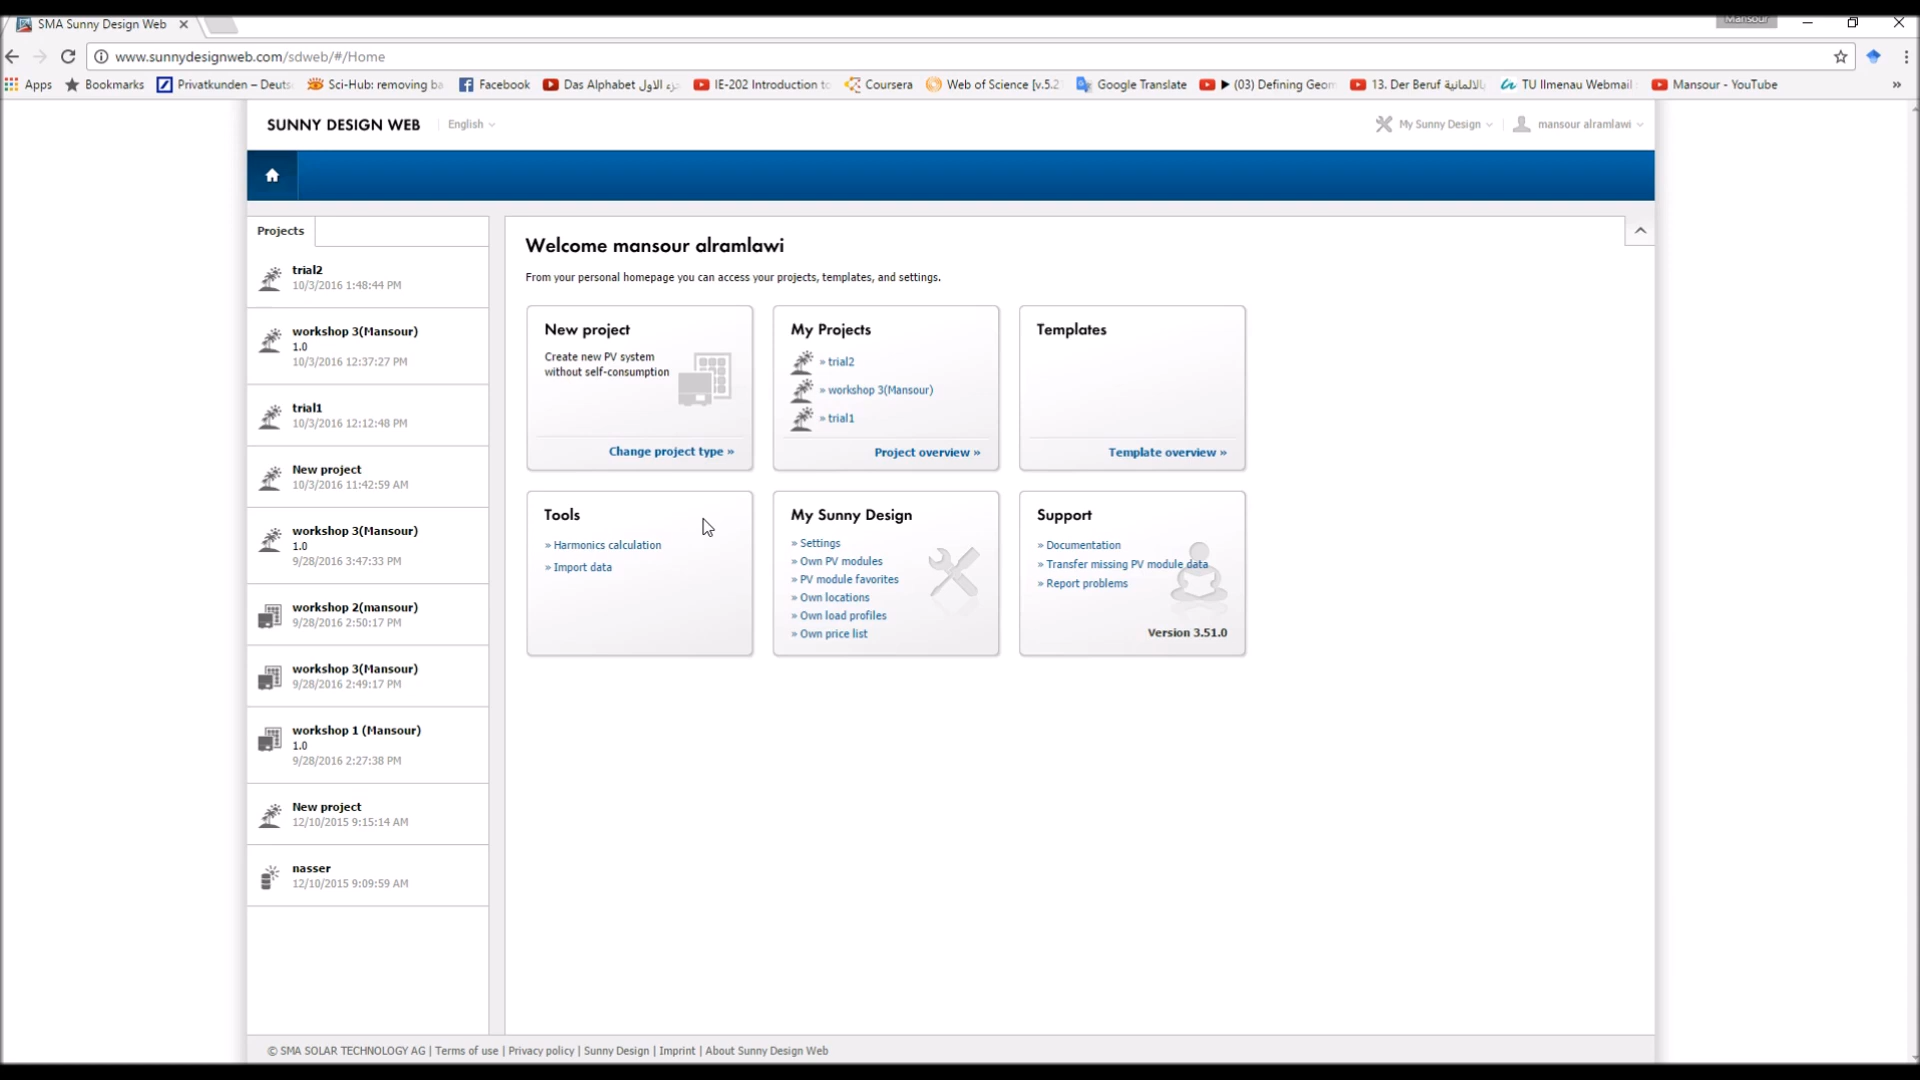 SMA Sunny Design Web
Mansour
www.sunnydesignweb.com/sdweb/#/Home
Apps Bookmarks Privatkunden – Deuts Sci-Hub: removing ba Facebook Das Alphabet جزء الاول IE-202 Introduction to Coursera Web of Science [v.5.2 Google Translate (03) Defining Geom 13. Der Beruf بالالمانية TU Ilmenau Webmail Mansour - YouTube »
SUNNY DESIGN WEB English My Sunny Design mansour alramlawi
Projects
trial2
10/3/2016 1:48:44 PM
workshop 3(Mansour)
1.0
10/3/2016 12:37:27 PM
trial1
10/3/2016 12:12:48 PM
New project
10/3/2016 11:42:59 AM
workshop 3(Mansour)
1.0
9/28/2016 3:47:33 PM
workshop 2(mansour)
9/28/2016 2:50:17 PM
workshop 3(Mansour)
9/28/2016 2:49:17 PM
workshop 1 (Mansour)
1.0
9/28/2016 2:27:38 PM
New project
12/10/2015 9:15:14 AM
nasser
12/10/2015 9:09:59 AM
Welcome mansour alramlawi
From your personal homepage you can access your projects, templates, and settings.
New project
Create new PV system
without self-consumption
Change project type »
My Projects
» trial2
» workshop 3(Mansour)
» trial1
Project overview »
Templates
Template overview »
Tools
» Harmonics calculation
» Import data
My Sunny Design
» Settings
» Own PV modules
» PV module favorites
» Own locations
» Own load profiles
» Own price list
Support
» Documentation
» Transfer missing PV module data
» Report problems
Version 3.51.0
© SMA SOLAR TECHNOLOGY AG | Terms of use | Privacy policy | Sunny Design | Imprint | About Sunny Design Web